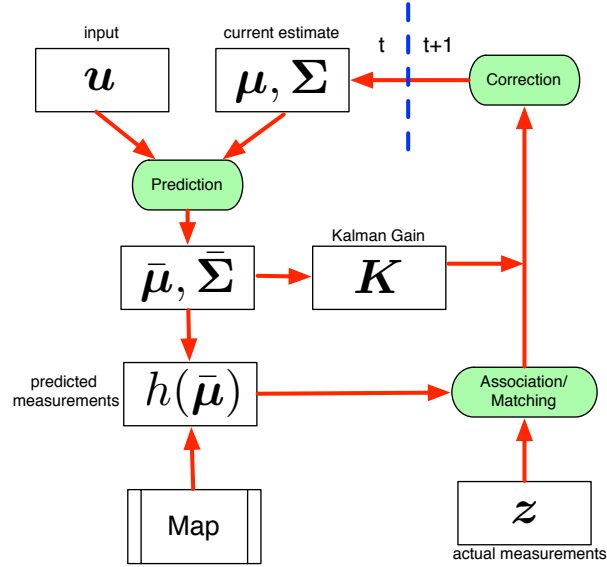 input
current estimate
t
t+1
u
μ, Σ
Correction
Prediction
Kalman Gain
μ̄, Σ̄
K
predicted
measurements
h(μ̄)
Association/
Matching
Map
z
actual measurements